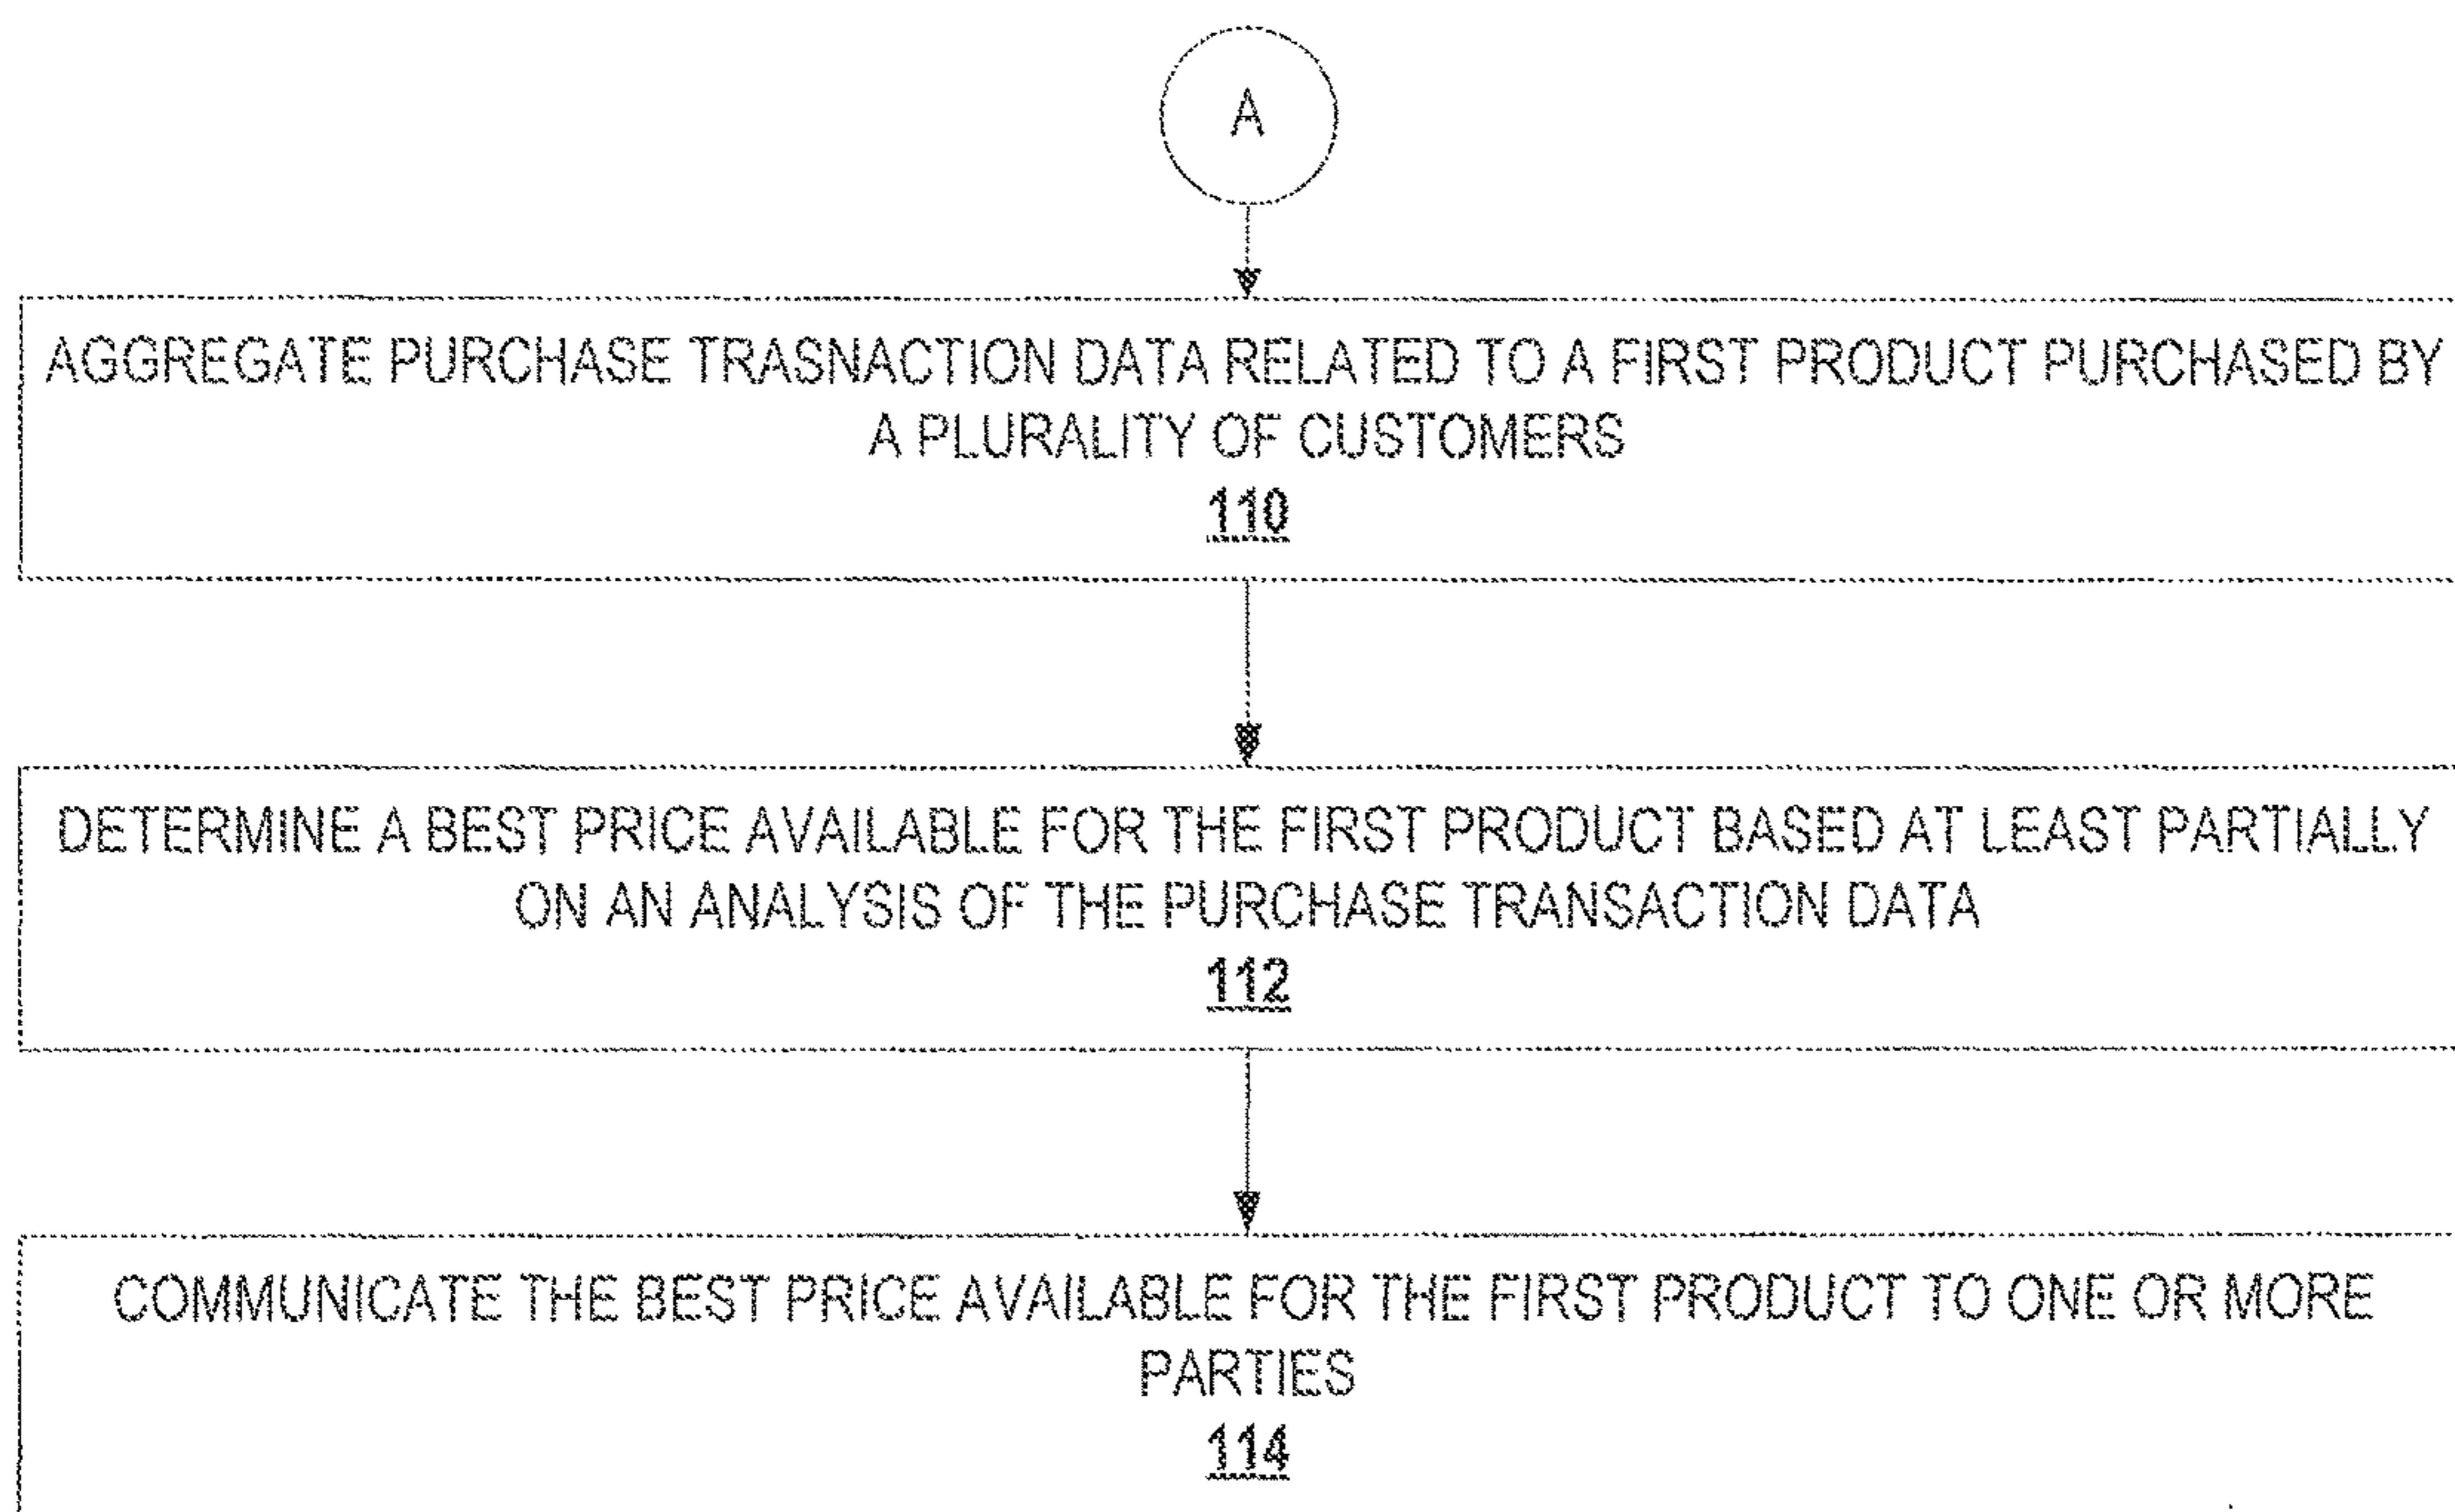 A
AGGREGATE PURCHASE TRASNACTION DATA RELATED TO A FIRST PRODUCT PURCHASED BY
A PLURALITY OF CUSTOMERS
110
DETERMINE A BEST PRICE AVAILABLE FOR THE FIRST PRODUCT BASED AT LEAST PARTIALLY
ON AN ANALYSIS OF THE PURCHASE TRANSACTION DATA
112
COMMUNICATE THE BEST PRICE AVAILABLE FOR THE FIRST PRODUCT TO ONE OR MORE
PARTIES
114